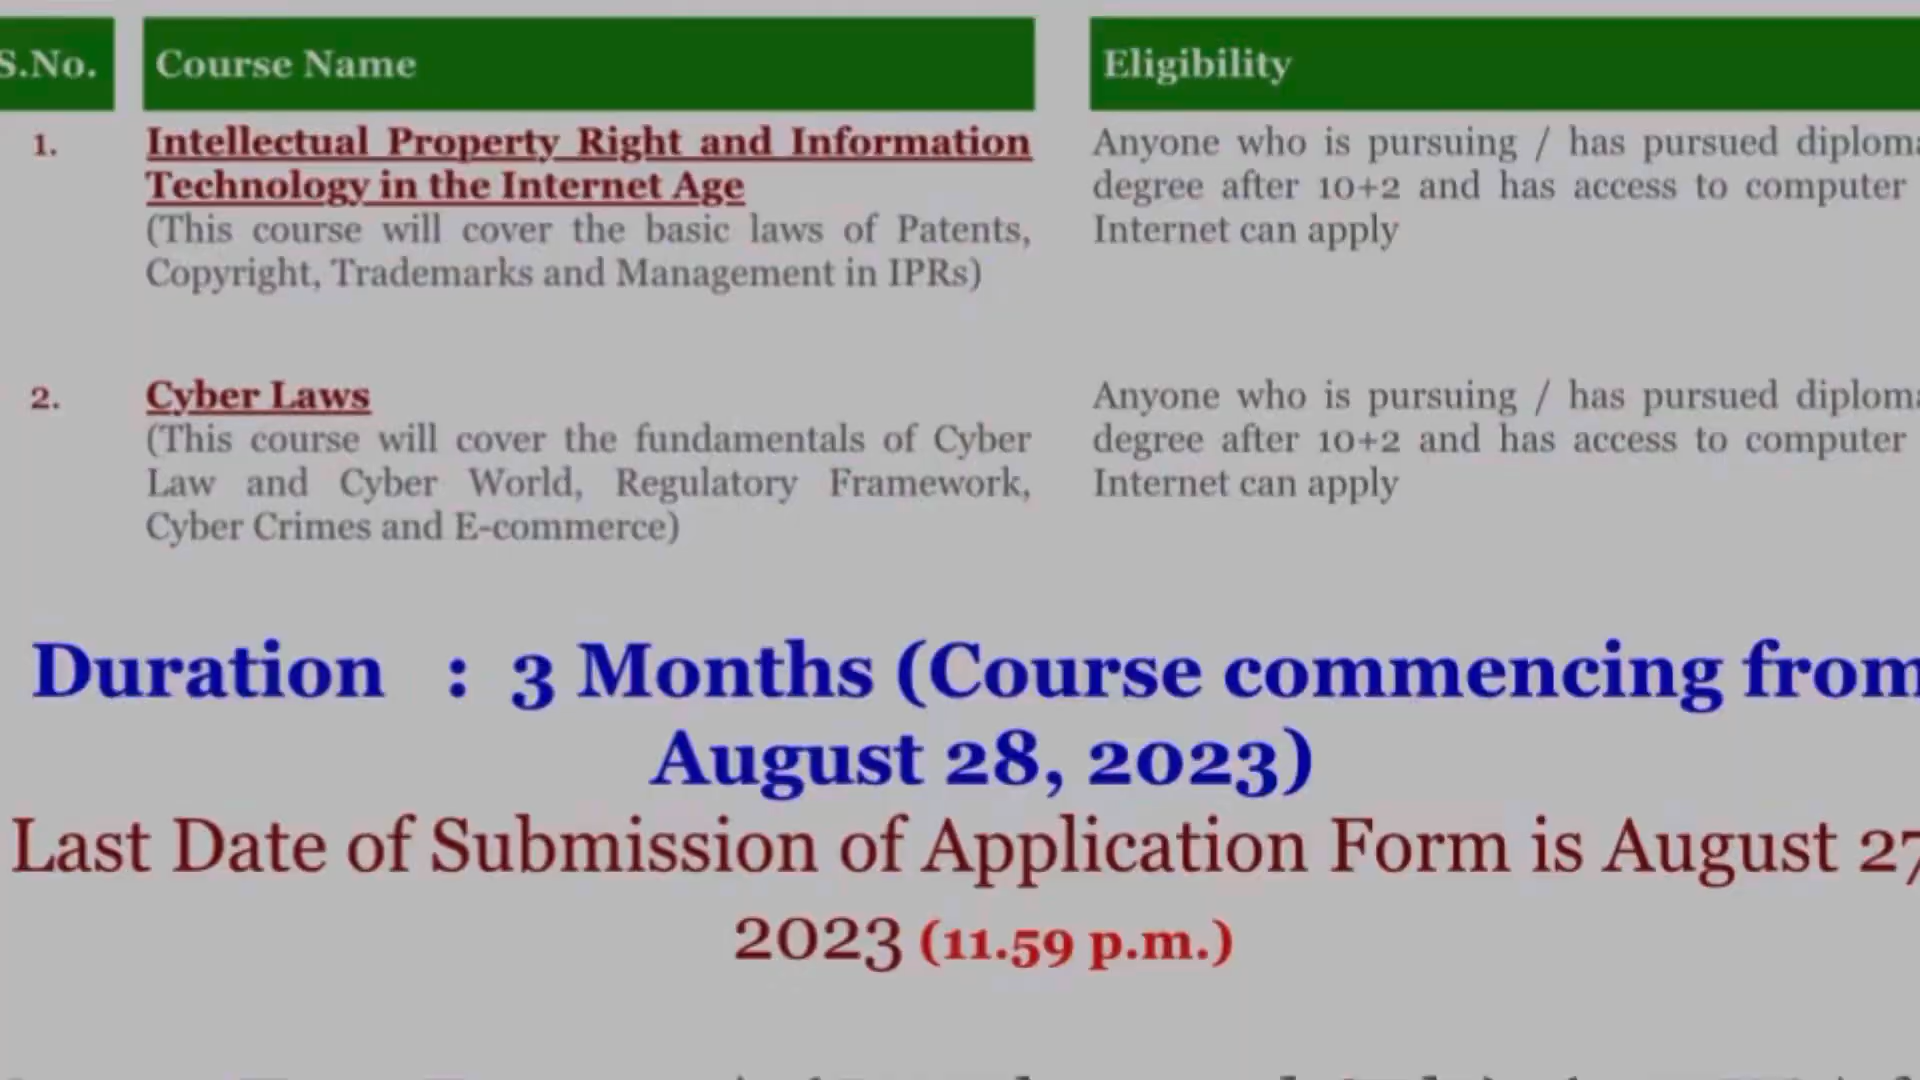 S.No. Course Name Eligibility
1. Intellectual Property Right and Information Anyone who is pursuing / has pursued diploma
Technology in the Internet Age degree after 10+2 and has access to computer
(This course will cover the basic laws of Patents, Internet can apply
Copyright, Trademarks and Management in IPRs)
2. Cyber Laws Anyone who is pursuing / has pursued diploma
(This course will cover the fundamentals of Cyber degree after 10+2 and has access to computer
Law and Cyber World, Regulatory Framework, Internet can apply
Cyber Crimes and E-commerce)
Duration : 3 Months (Course commencing from
August 28, 2023)
Last Date of Submission of Application Form is August 27
2023 (11.59 p.m.)